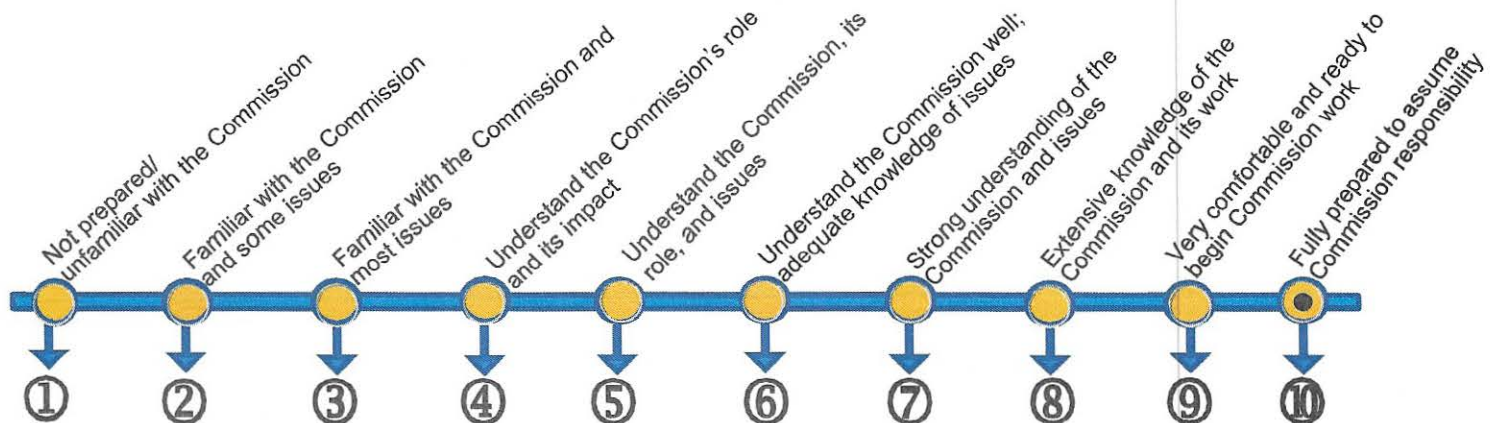 Not prepared/
unfamiliar with the Commission
Familiar with the Commission
and some issues
Familiar with the Commission and
most issues
Understand the Commission's role
and its impact
Understand the Commission, its
role, and issues
Understand the Commission well;
adequate knowledge of issues
Strong understanding of the
Commission and issues
Extensive knowledge of the
Commission and its work
Very comfortable and ready to
begin Commission work
Fully prepared to assume
Commission responsibility
① ② ③ ④ ⑤ ⑥ ⑦ ⑧ ⑨ ⑩